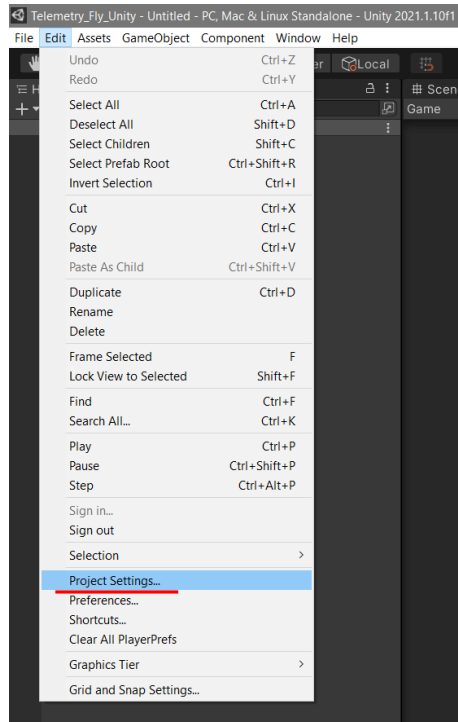 Telemetry_Fly_Unity - Untitled - PC, Mac & Linux Standalone - Unity 2021.1.10f1
File Edit Assets GameObject Component Window Help
Local
Scen
Game
Undo Ctrl+Z
Redo Ctrl+Y
Select All Ctrl+A
Deselect All Shift+D
Select Children Shift+C
Select Prefab Root Ctrl+Shift+R
Invert Selection Ctrl+I
Cut Ctrl+X
Copy Ctrl+C
Paste Ctrl+V
Paste As Child Ctrl+Shift+V
Duplicate Ctrl+D
Rename
Delete
Frame Selected F
Lock View to Selected Shift+F
Find Ctrl+F
Search All... Ctrl+K
Play Ctrl+P
Pause Ctrl+Shift+P
Step Ctrl+Alt+P
Sign in...
Sign out
Selection
Project Settings...
Preferences...
Shortcuts...
Clear All PlayerPrefs
Graphics Tier
Grid and Snap Settings...